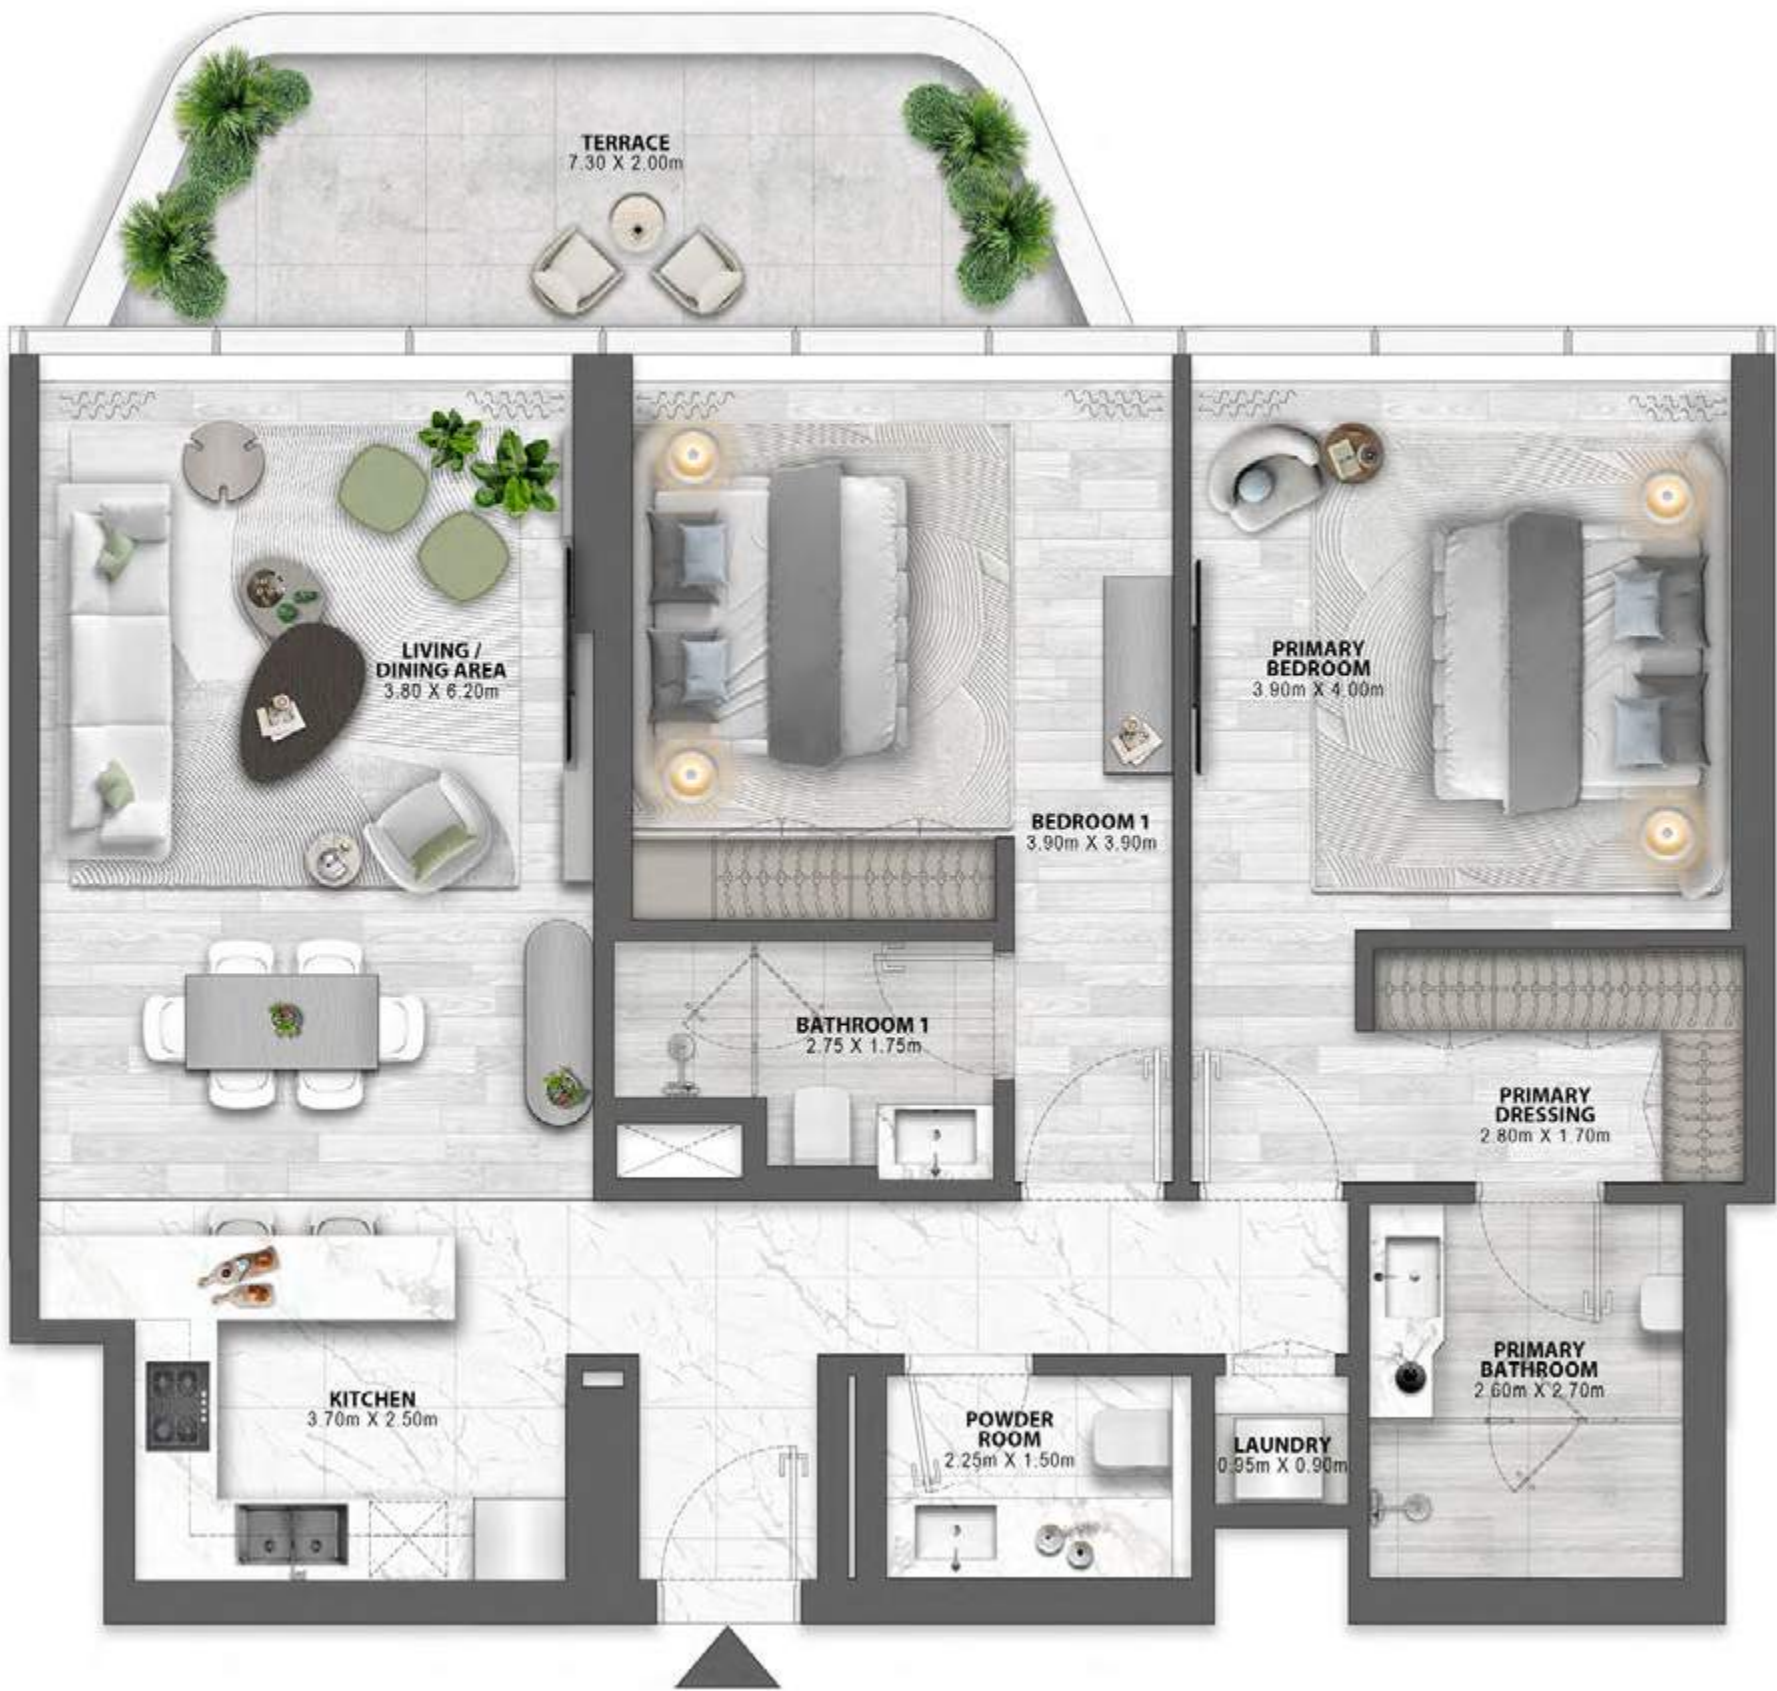 TERRACE
7.30 X 2.00m
LIVING /
DINING AREA
3.80 X 6.20m
PRIMARY
BEDROOM
3.90m X 4.00m
BEDROOM 1
3.90m X 3.90m
BATHROOM 1
2.75 X 1.75m
PRIMARY
DRESSING
2.80m X 1.70m
KITCHEN
3.70m X 2.50m
POWDER
ROOM
2.25m X 1.50m
LAUNDRY
0.95m X 0.90m
PRIMARY
BATHROOM
2.60m X 2.70m